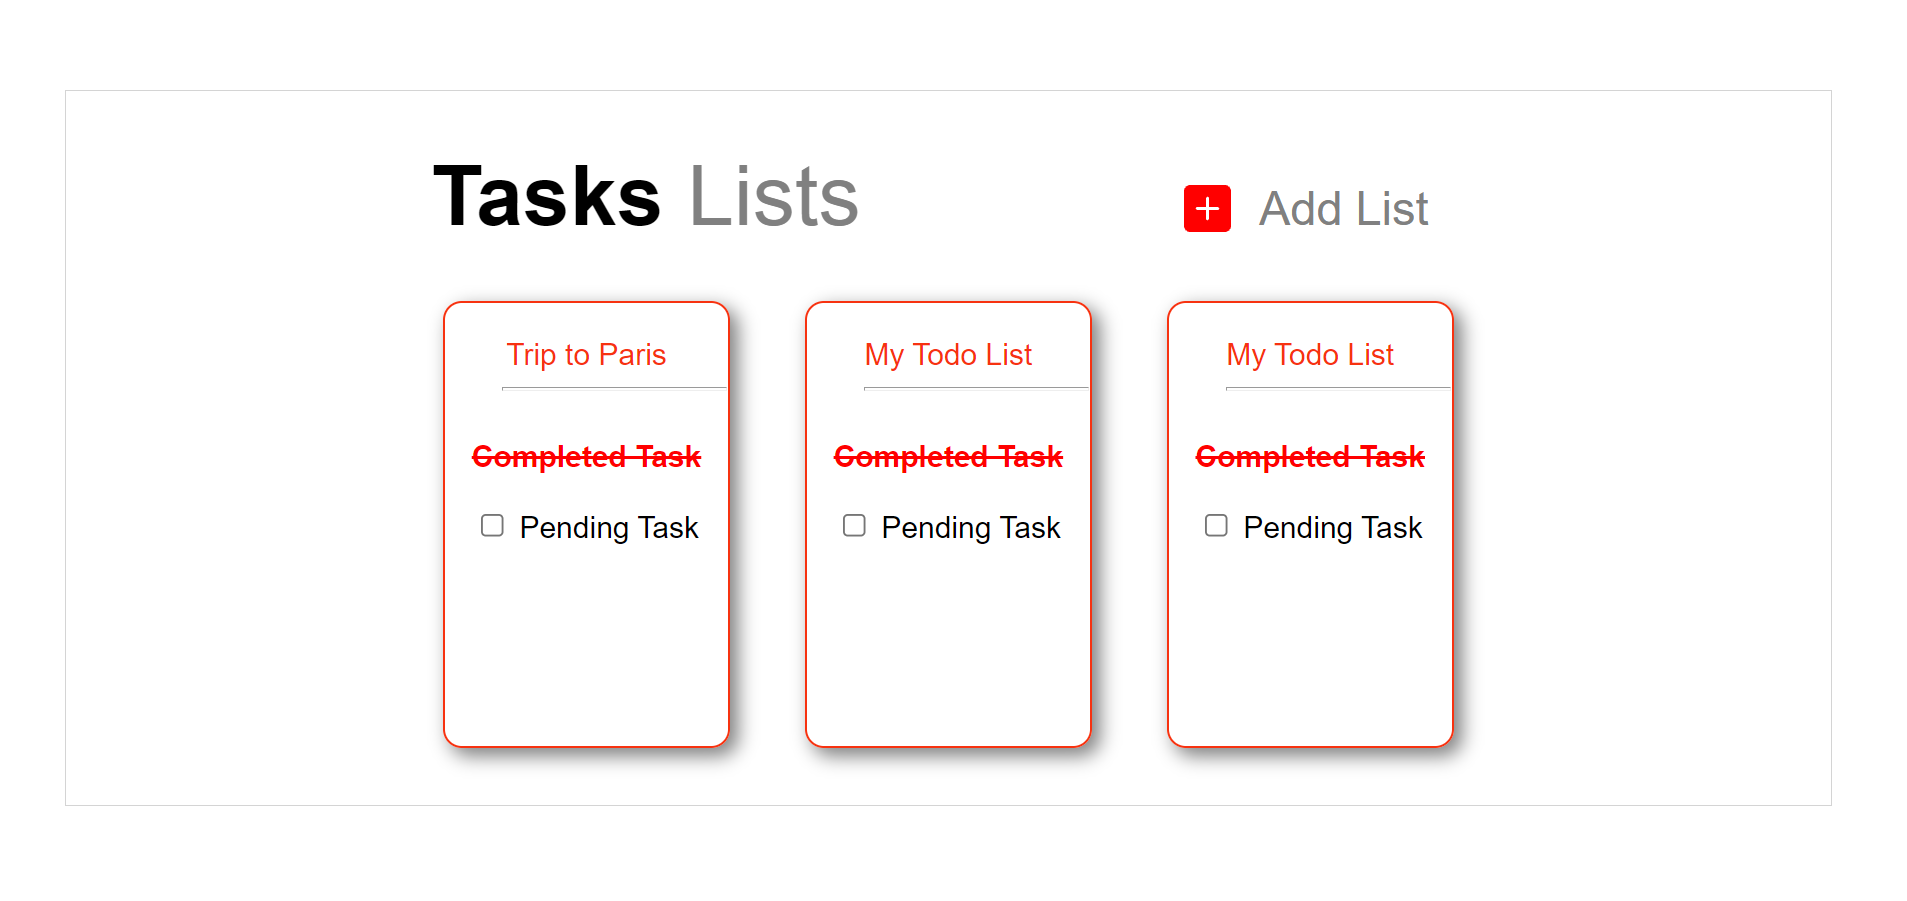 Tasks Lists
Add List
Trip to Paris
Completed Task
Pending Task
My Todo List
Completed Task
Pending Task
My Todo List
Completed Task
Pending Task